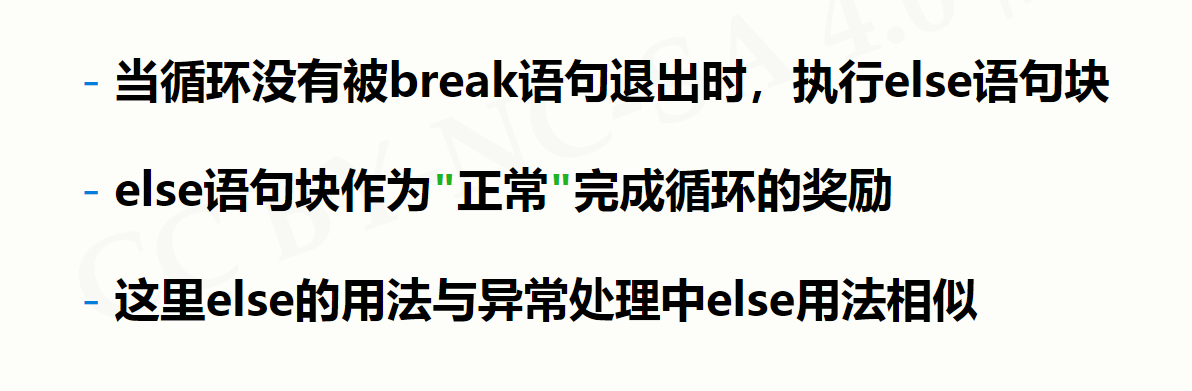 - 当循环没有被break语句退出时，执行else语句块
- else语句块作为"正常"完成循环的奖励
- 这里else的用法与异常处理中else用法相似
CC BY NC-SA 4.0